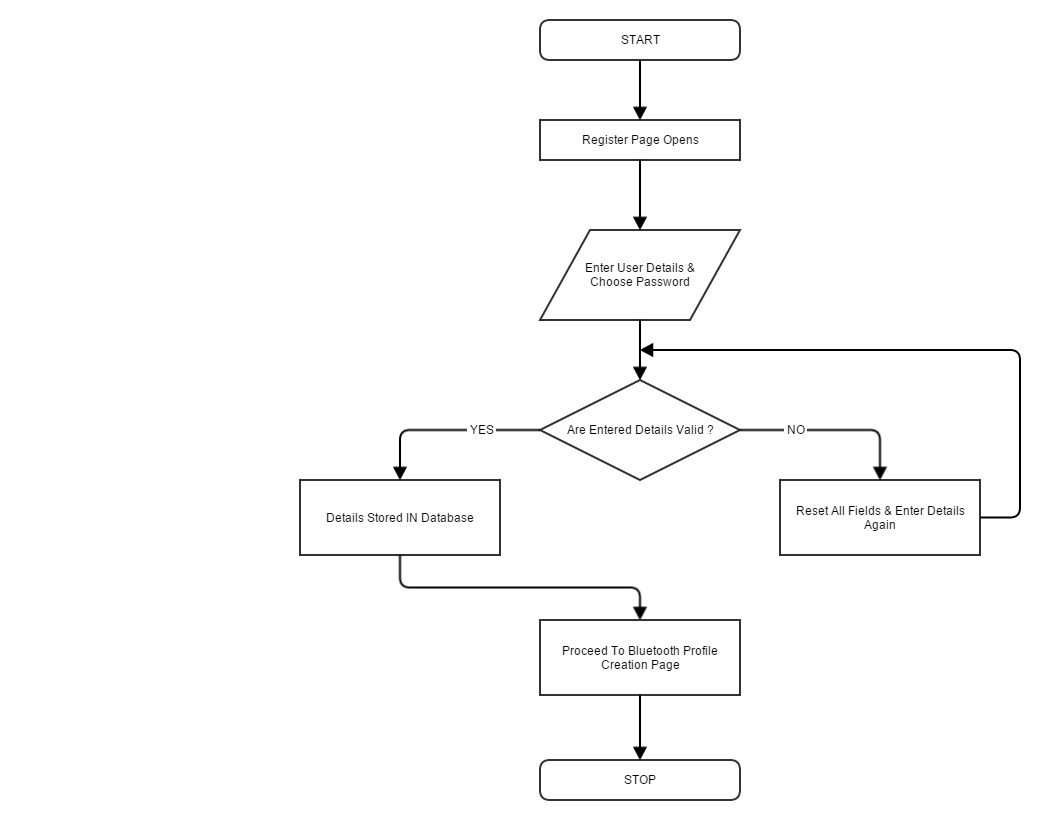 START
Register Page Opens
Enter User Details &
Choose Password
Are Entered Details Valid ?
YES
NO
Details Stored IN Database
Reset All Fields & Enter Details
Again
Proceed To Bluetooth Profile
Creation Page
STOP